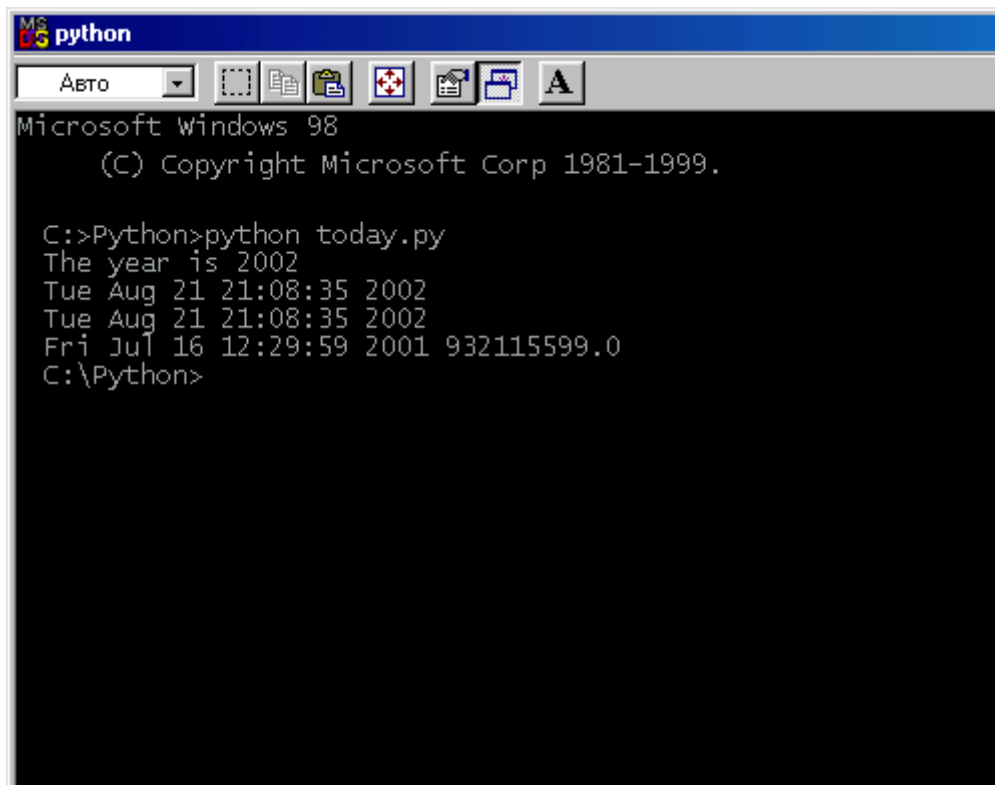 MS DOS python
Авто A
Microsoft Windows 98
(C) Copyright Microsoft Corp 1981-1999.
C:>Python>python today.py
The year is 2002
Tue Aug 21 21:08:35 2002
Tue Aug 21 21:08:35 2002
Fri Jul 16 12:29:59 2001 932115599.0
C:\Python>